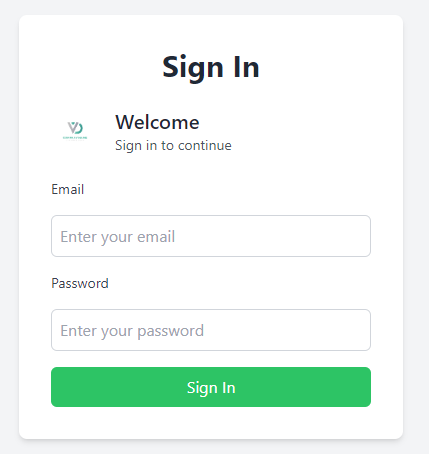 Sign In
Welcome
Sign in to continue
Email
Enter your email
Password
Enter your password
Sign In